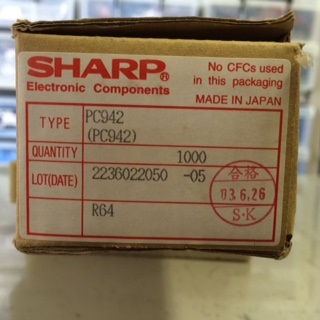 SHARP®
Electronic Components
No CFCs used
in this packaging
MADE IN JAPAN
TYPE
PC942
(PC942)
QUANTITY
1000
LOT(DATE)
2236022050 -05
R64
合格
03.6.26
S·K